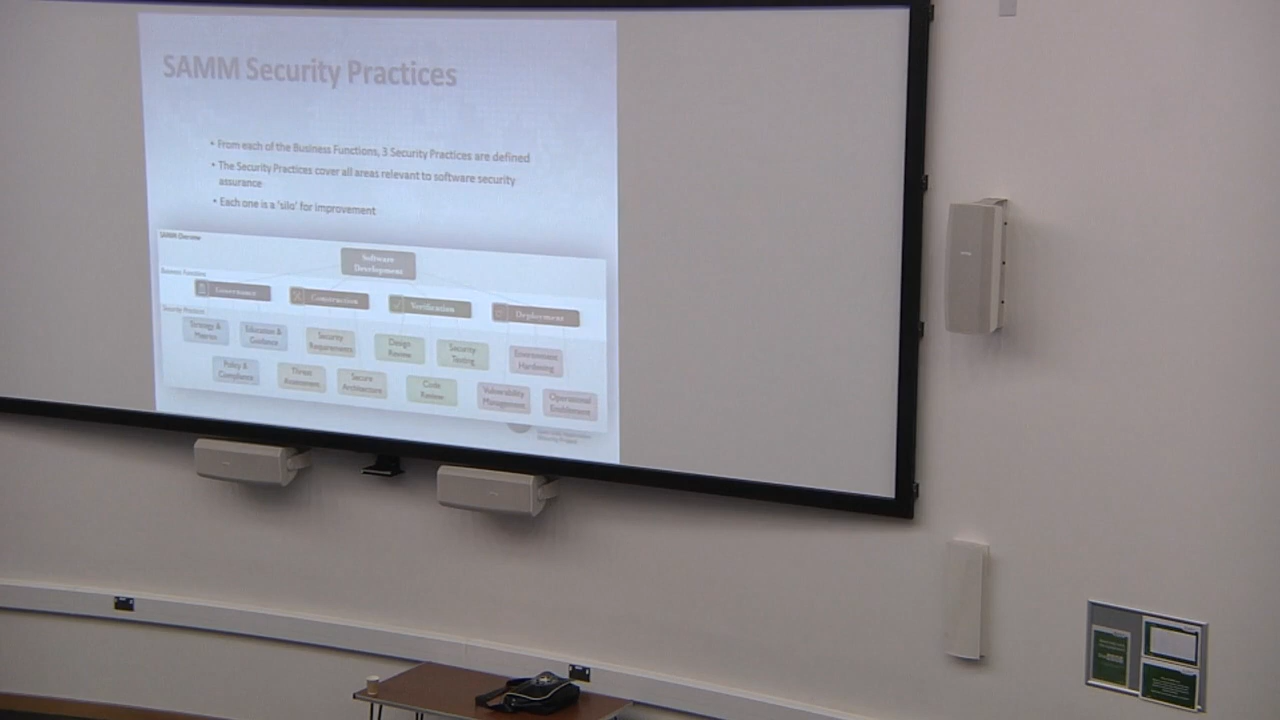 SAMM Security Practices
• From each of the Business Functions, 3 Security Practices are defined
• The Security Practices cover all areas relevant to software security
assurance
• Each one is a 'silo' for improvement
SAMM Overview
Software
Development
Business Functions
Governance
Construction
Verification
Deployment
Security Practices
Strategy &
Metrics
Education &
Guidance
Security
Requirements
Design
Review
Security
Testing
Environment
Hardening
Policy &
Compliance
Threat
Assessment
Secure
Architecture
Code
Review
Vulnerability
Management
Operational
Enablement
Security Project